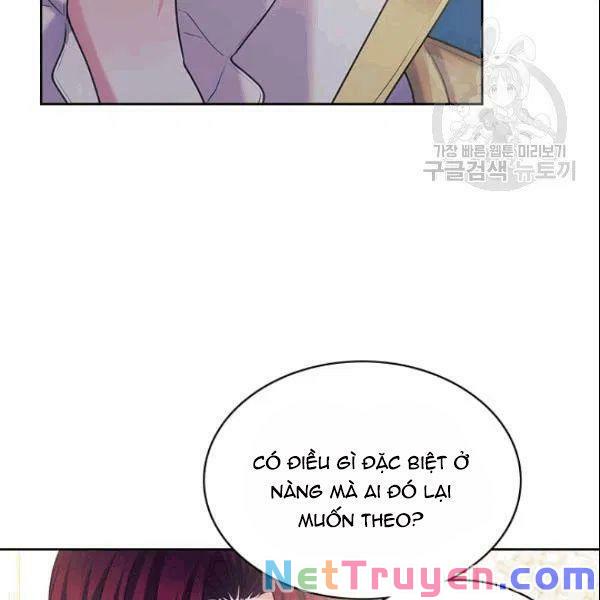 가장 빠른 웹툰 미리보기
구글검색 뉴토끼
CÓ ĐIỀU GÌ ĐẶC BIỆT Ở
NÀNG MÀ AI ĐÓ LẠI
MUỐN THEO?
NetTruyen.com